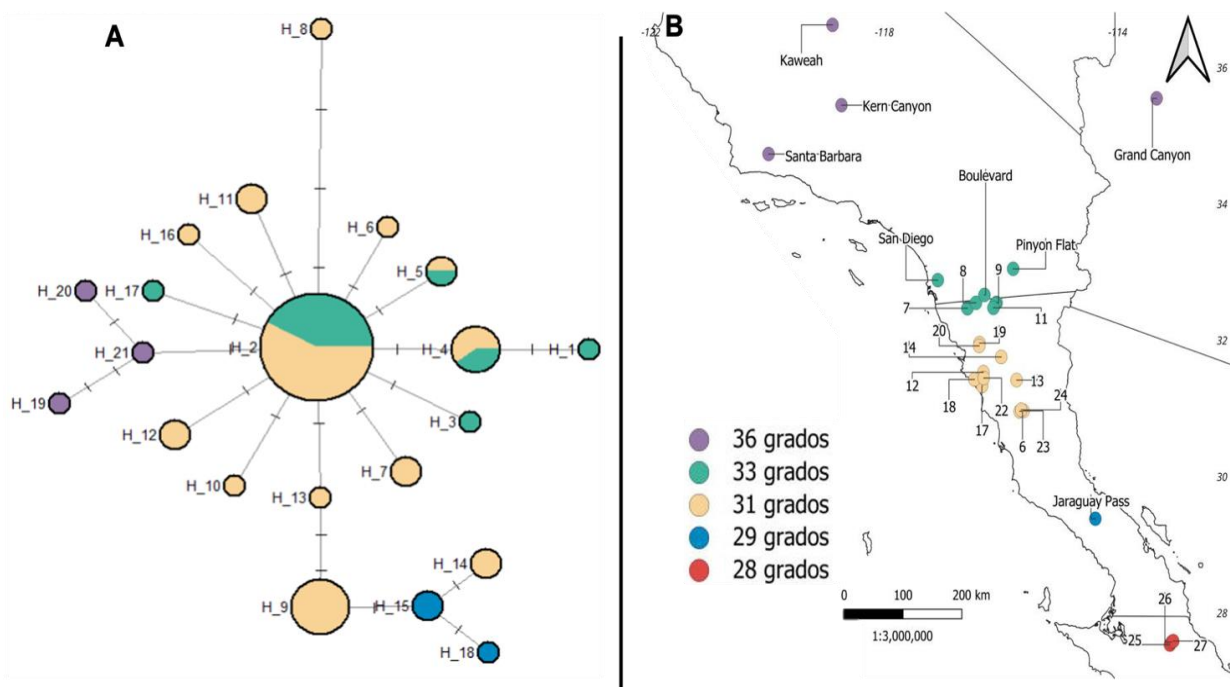 A
H_8
H_11
H_6
H_16
H_5
H_20
H_17
H_2
H_4
H_1
H_21
H_19
H_3
H_12
H_7
H_10
H_13
H_14
H_9
H_15
H_18
B
-122
-118
-114
36
Kaweah
Kern Canyon
Grand Canyon
Santa Barbara
Boulevard
34
San Diego
Pinyon Flat
8
9
7
11
20
19
32
14
12
13
18
22
24
17
6
23
36 grados
33 grados
31 grados
29 grados
28 grados
30
Jaraguay Pass
0 100 200 km
1:3,000,000
26
28
25
27